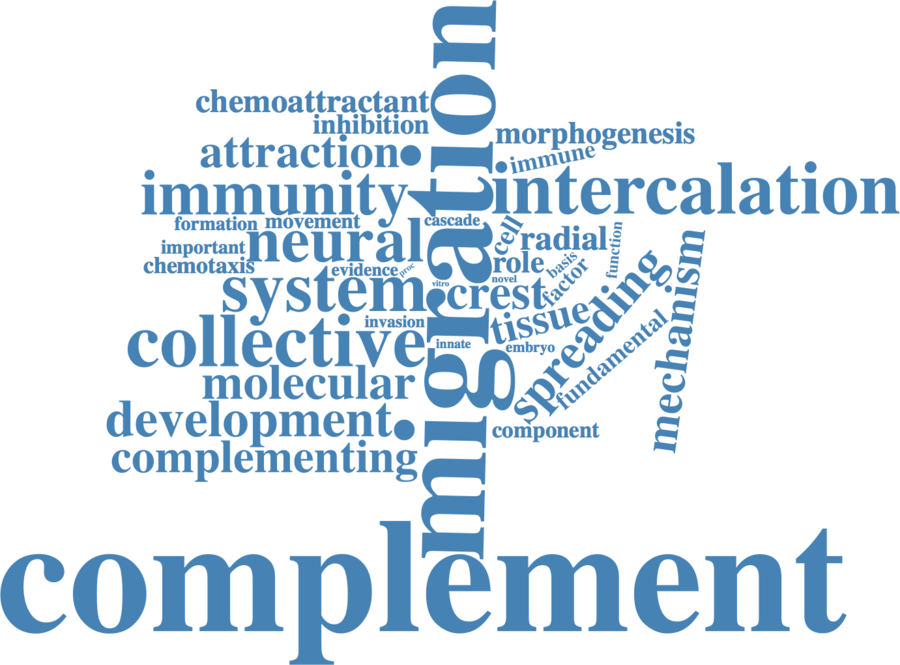 migration
chemoattractant
inhibition
attraction
morphogenesis
immune
immunity
intercalation
formation
movement
cascade
cell
neural
radial
function
important
chemotaxis
evidence
proc
role
basis
factor
novel
system
vitro
crest
tissue
spreading
mechanism
invasion
collective
innate
embryo
fundamental
molecular
development
component
complementing
complement